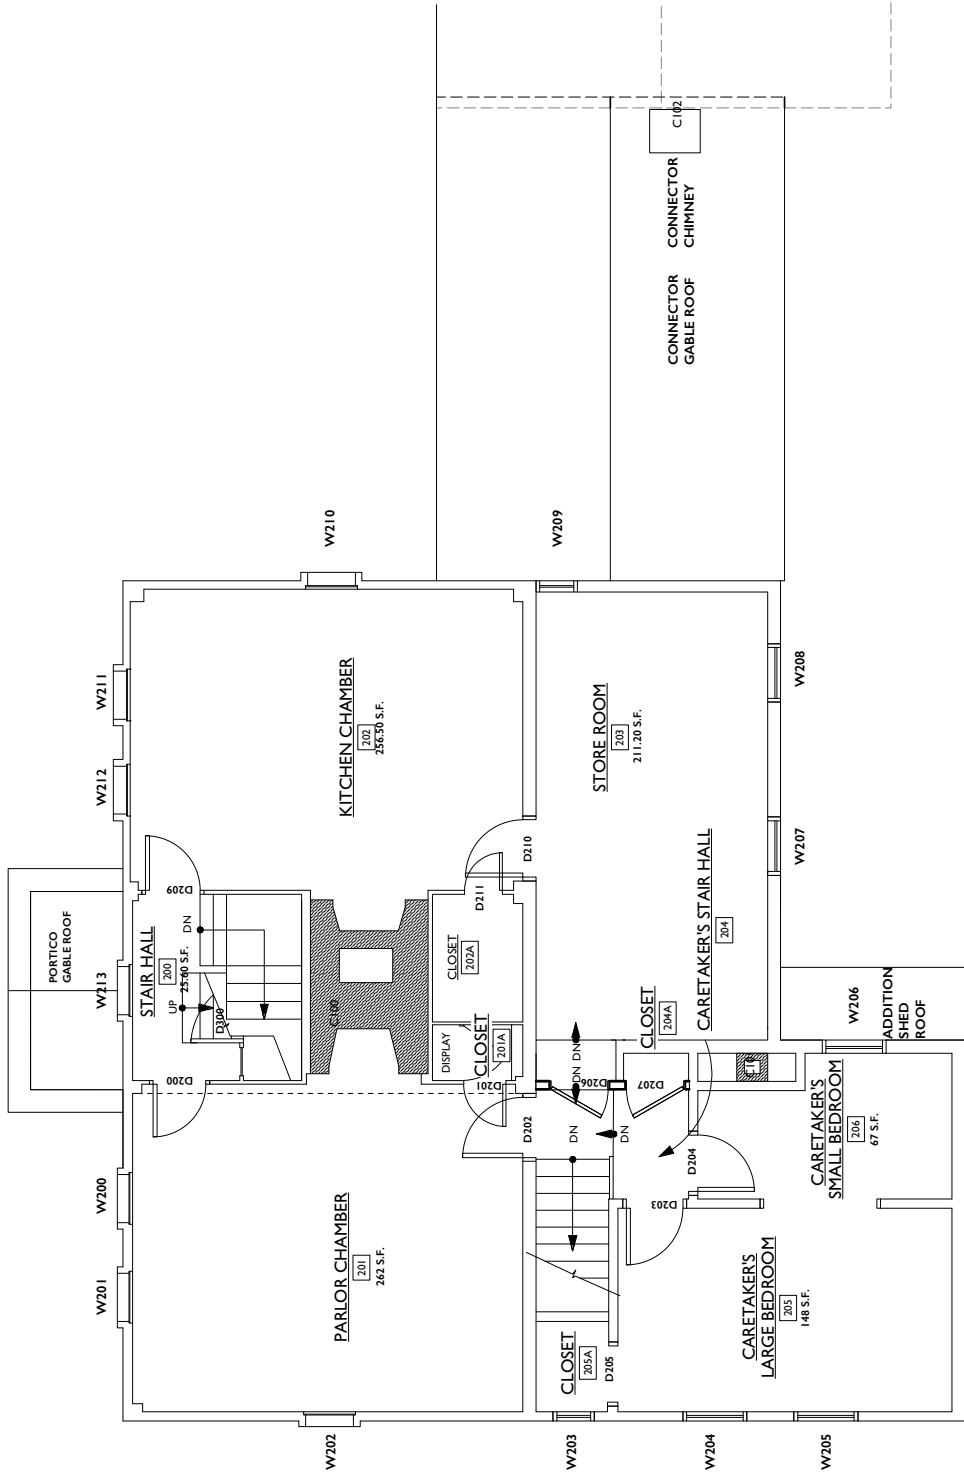 C102
CONNECTOR
CHIMNEY
CONNECTOR
GABLE ROOF
W210
W209
W211
W212
W213
W200
W201
W202
W203
W204
W205
W206
W207
W208
PORTICO
GABLE ROOF
STAIR HALL
200
25.60 S.F.
UP
DN
D300
D209
D200
KITCHEN CHAMBER
202
256.50 S.F.
C100
CLOSET
202A
D211
D210
DISPLAY
CLOSET
201A
D201
D202
PARLOR CHAMBER
201
262 S.F.
STORE ROOM
203
211.20 S.F.
CARETAKER'S STAIR HALL
204
CLOSET
204A
DN
DN
DN
DN
D206
D207
D204
D203
C10
ADDITION
SHED
ROOF
CARETAKER'S
SMALL BEDROOM
206
67 S.F.
CARETAKER'S
LARGE BEDROOM
205
148 S.F.
CLOSET
205A
D205